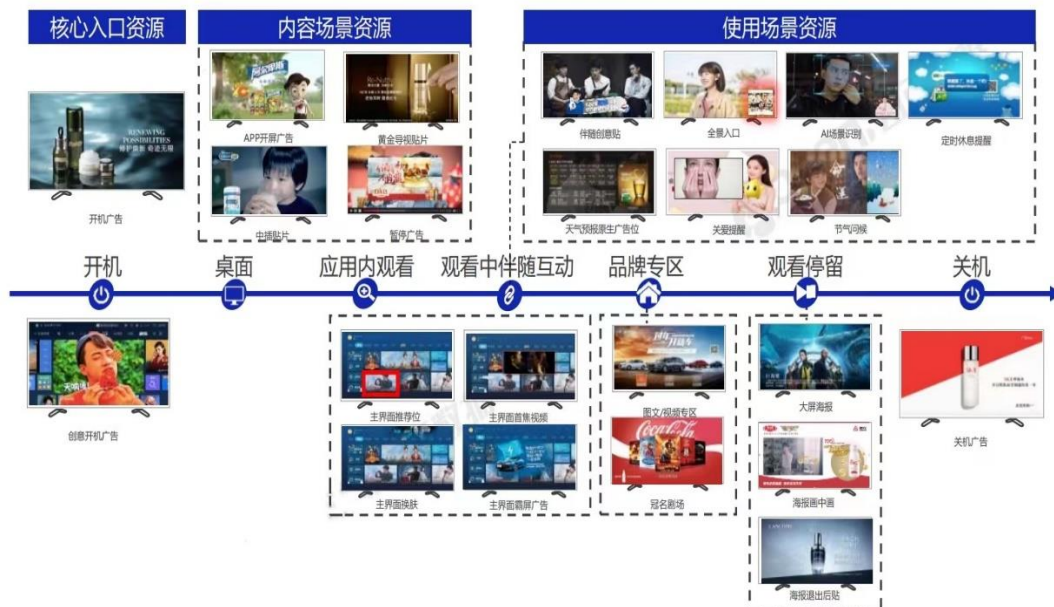 核心入口资源
内容场景资源
使用场景资源
RENEWING
POSSIBILITIES
开机广告
APP开屏广告
黄金导视贴片
中插贴片
暂停广告
伴随创意贴
全景入口
AI场景识别
定时休息提醒
天气预报原生广告位
关爱提醒
命运
节气问候
开机
桌面
应用内观看
观看中伴随互动
品牌专区
观看停留
关机
创意开机广告
主界面推荐位
主界面首焦视频
主界面换肤
主界面霸屏广告
图文/视频专区
Coca-Cola
冠名剧场
大屏海报
海报画中画
LANCOME
海报退出后贴
关机广告